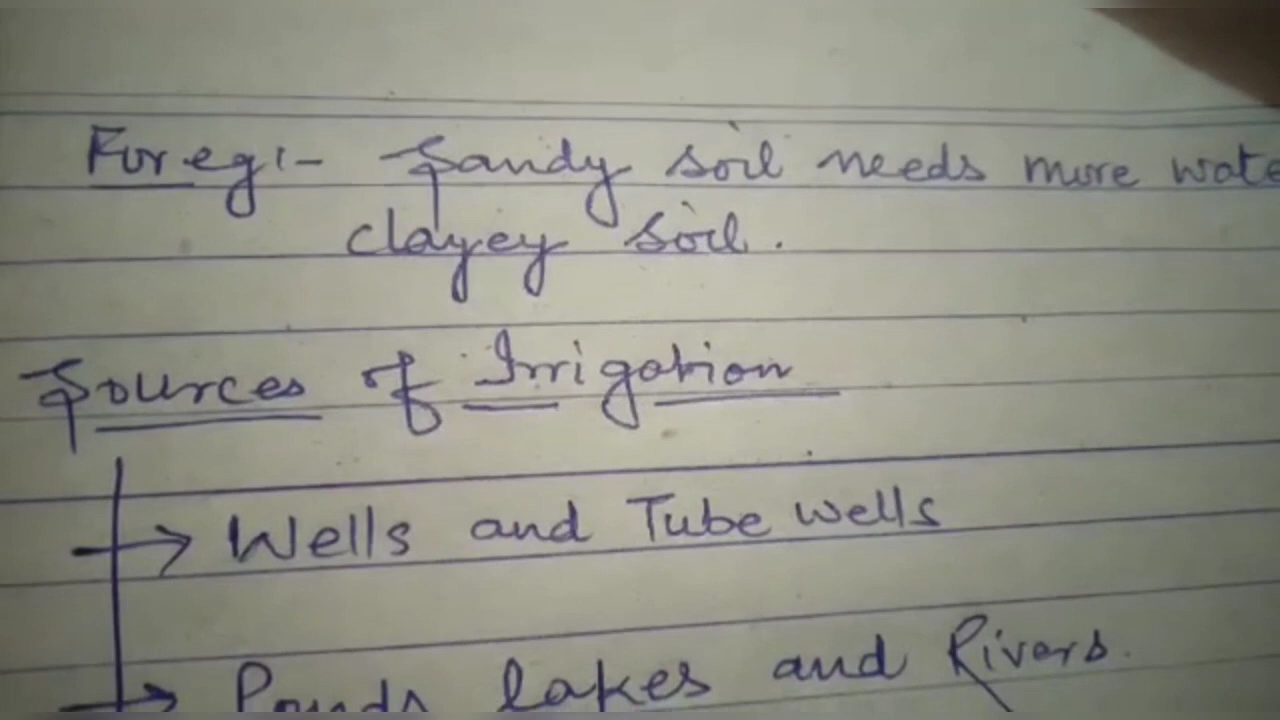 For eg:- Sandy soil needs more wate
clayey soil.
Sources of Irrigation
→ Wells and Tube wells
→ Ponds lakes and Rivers.